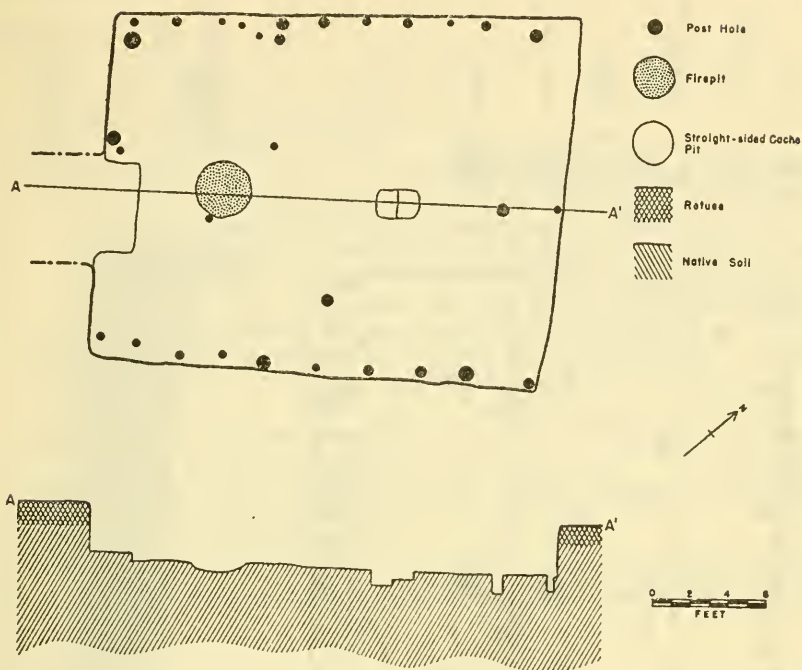 Post Hole
Firepit
Straight-sided Cache
Pit
Refuse
Native Soil
A
A'
N
A
A'
0 2 4 6
FEET